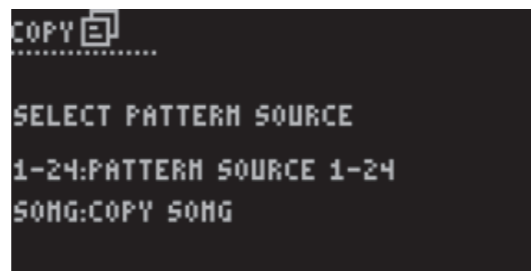 COPY
SELECT PATTERN SOURCE
1-24:PATTERN SOURCE 1-24
SONG:COPY SONG